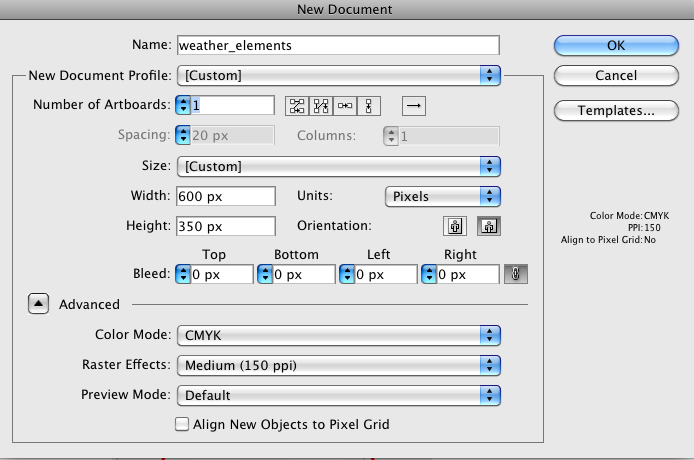 New Document
Name: weather_elements
OK
New Document Profile: [Custom]
Cancel
Number of Artboards: 1
Templates...
Spacing: 20 px Columns: 1
Size: [Custom]
Width: 600 px Units: Pixels
Height: 350 px Orientation:
Color Mode:CMYK
PPI:150
Align to Pixel Grid:No
Top Bottom Left Right
Bleed: 0 px 0 px 0 px 0 px
Advanced
Color Mode: CMYK
Raster Effects: Medium (150 ppi)
Preview Mode: Default
Align New Objects to Pixel Grid